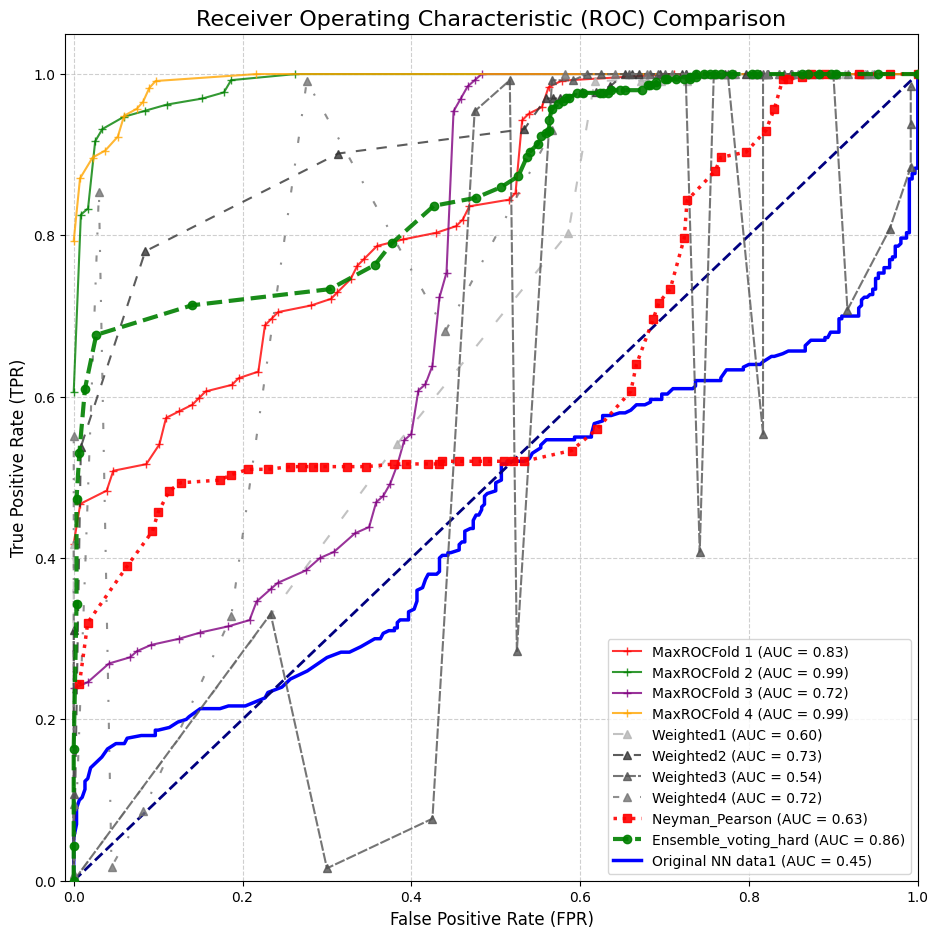 Receiver Operating Characteristic (ROC) Comparison
True Positive Rate (TPR)
1.0
0.8
0.6
0.4
0.2
0.0
MaxROCFold 1 (AUC = 0.83)
MaxROCFold 2 (AUC = 0.99)
MaxROCFold 3 (AUC = 0.72)
MaxROCFold 4 (AUC = 0.99)
Weighted1 (AUC = 0.60)
Weighted2 (AUC = 0.73)
Weighted3 (AUC = 0.54)
Weighted4 (AUC = 0.72)
Neyman_Pearson (AUC = 0.63)
Ensemble_voting_hard (AUC = 0.86)
Original NN data1 (AUC = 0.45)
0.0 0.2 0.4 0.6 0.8 1.0
False Positive Rate (FPR)